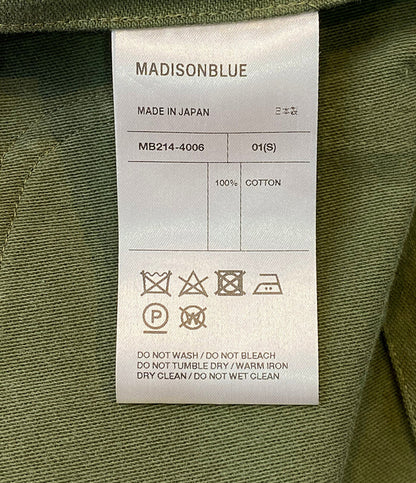 MADISONBLUE
MADE IN JAPAN 日本製
MB214-4006 01(S)
100% COTTON
P W
DO NOT WASH / DO NOT BLEACH
DO NOT TUMBLE DRY / WARM IRON
DRY CLEAN / DO NOT WET CLEAN